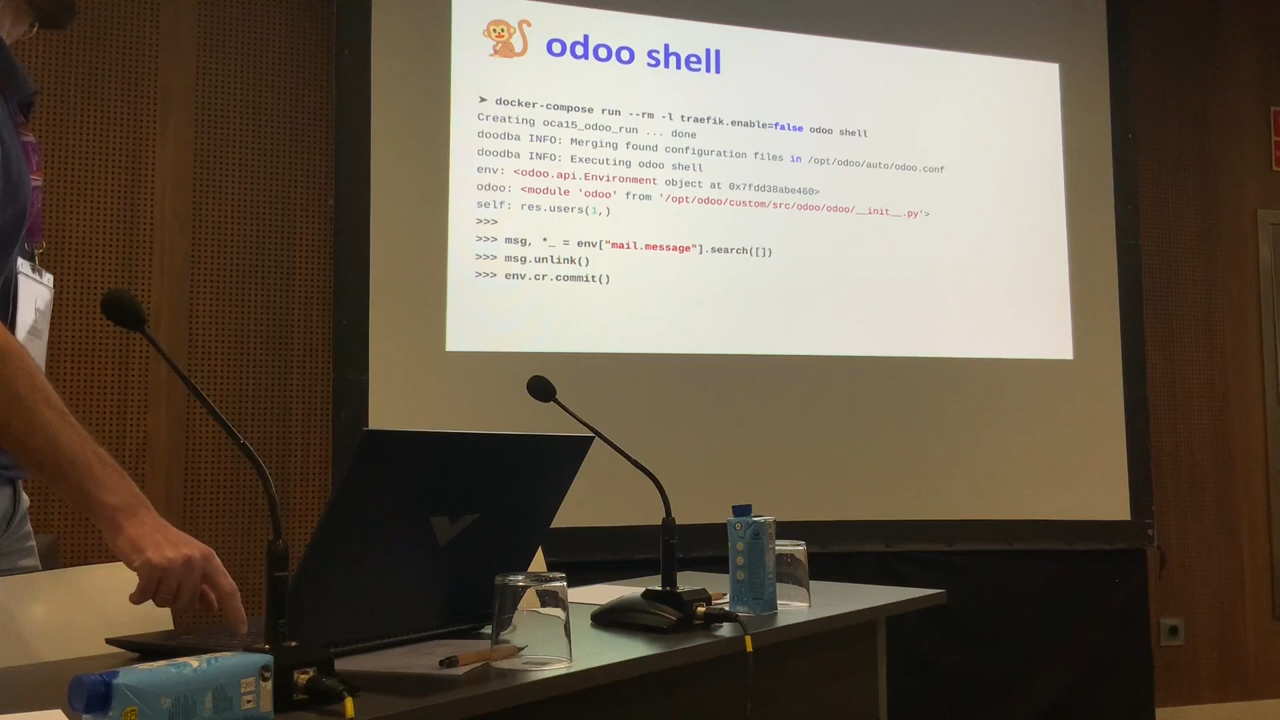 odoo shell
➤ docker-compose run --rm -l traefik.enable=false odoo shell
Creating oca15_odoo_run ... done
doodba INFO: Merging found configuration files in /opt/odoo/auto/odoo.conf
doodba INFO: Executing odoo shell
env: <odoo.api.Environment object at 0x7fdd38abe460>
odoo: <module 'odoo' from '/opt/odoo/custom/src/odoo/odoo/__init__.py'>
self: res.users(1,)
>>>
>>> msg, *_ = env["mail.message"].search([])
>>> msg.unlink()
>>> env.cr.commit()